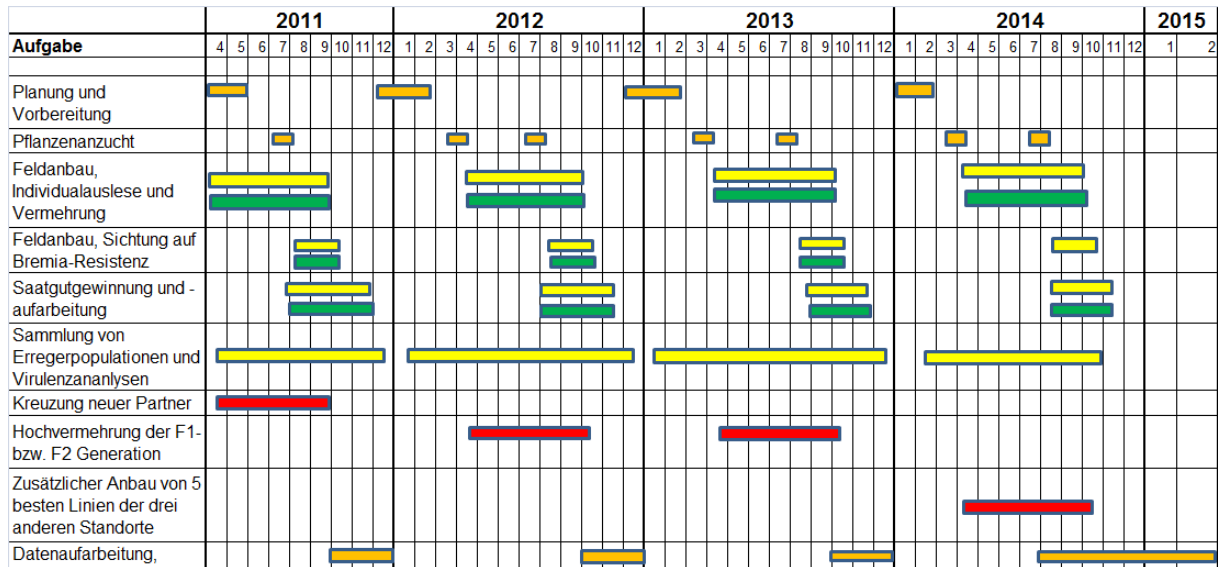 2011 2012 2013 2014 2015
Aufgabe 4 5 6 7 8 9 10 11 12 1 2 3 4 5 6 7 8 9 10 11 12 1 2 3 4 5 6 7 8 9 10 11 12 1 2 3 4 5 6 7 8 9 10 11 12 1 2
Planung und
Vorbereitung
Pflanzenanzucht
Feldanbau,
Individualauslese und
Vermehrung
Feldanbau, Sichtung auf
Bremia-Resistenz
Saatgutgewinnung und -
aufarbeitung
Sammlung von
Erregerpopulationen und
Virulenzananlysen
Kreuzung neuer Partner
Hochvermehrung der F1-
bzw. F2 Generation
Zusätzlicher Anbau von 5
besten Linien der drei
anderen Standorte
Datenaufarbeitung,